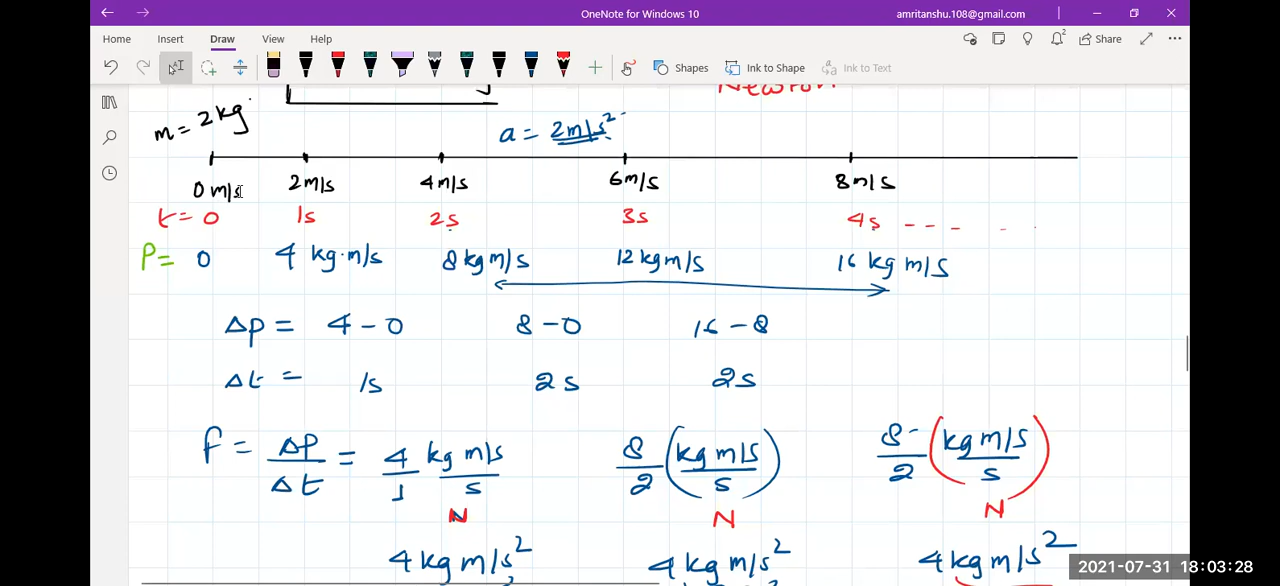 OneNote for Windows 10
amritanshu.108@gmail.com
Home Insert Draw View Help
Share
Shapes Ink to Shape Ink to Text
Newton
m = 2kg
a = 2m/s²
0 m/s 2m/s 4m/s 6m/s 8m/s
t = 0 1s 2s 3s 4s - - - - -
P = 0 4 kg·m/s 8kg m/s 12kg m/s 16 kg m/s
Δp = 4 - 0 8 - 0 16 - 8
Δt = 1s 2s 2s
f = ΔP/Δt = 4/1 kg m/s/s 8/2 (kg m/s/s) 8/2 (kg m/s/s)
N N N
4 kg m/s² 4 kg m/s² 4 kg m/s²
2021-07-31 18:03:28